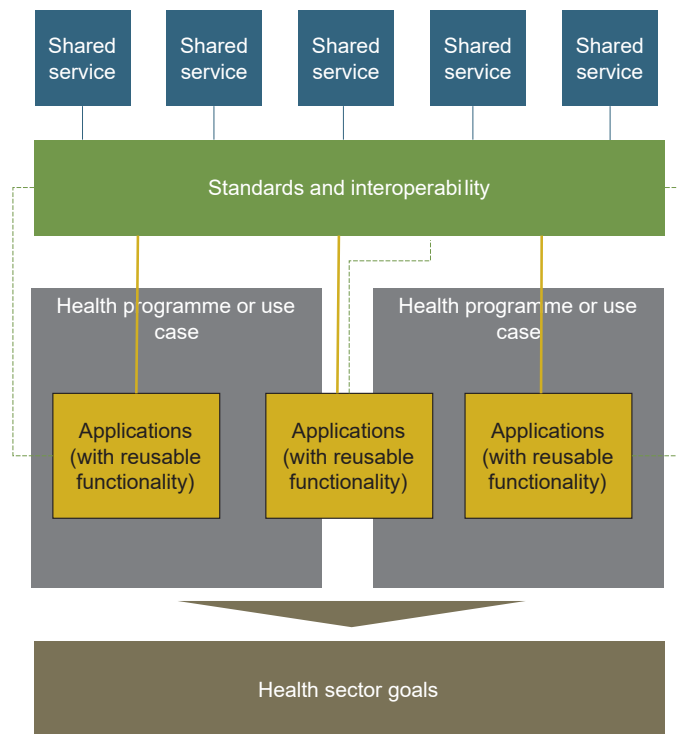 Shared
service
Shared
service
Shared
service
Shared
service
Shared
service
Standards and interoperability
Health programme or use
case
Health programme or use
case
Applications
(with reusable
functionality)
Applications
(with reusable
functionality)
Applications
(with reusable
functionality)
Health sector goals